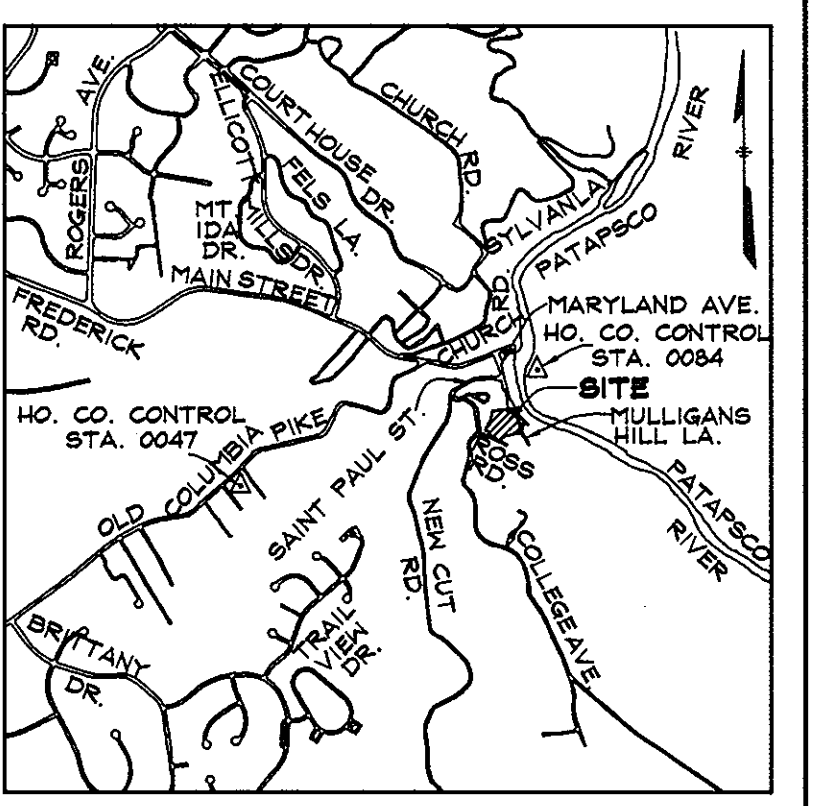 ROGERS AVE.
ELLICOTT MILLS DR.
COURT HOUSE DR.
CHURCH RD.
FELS LA.
MT. IDA DR.
SYLVAN LA.
PATAPSCO RIVER
MAIN STREET
FREDERICK RD.
CHURCH RD.
MARYLAND AVE.
HO. CO. CONTROL
STA. 0084
SITE
MULLIGANS
HILL LA.
HO. CO. CONTROL
STA. 0047
OLD COLUMBIA PIKE
SAINT PAUL ST.
ROSS RD.
NEW CUT RD.
COLLEGE AVE.
PATAPSCO RIVER
BRITTANY DR.
TRAIL VIEW DR.